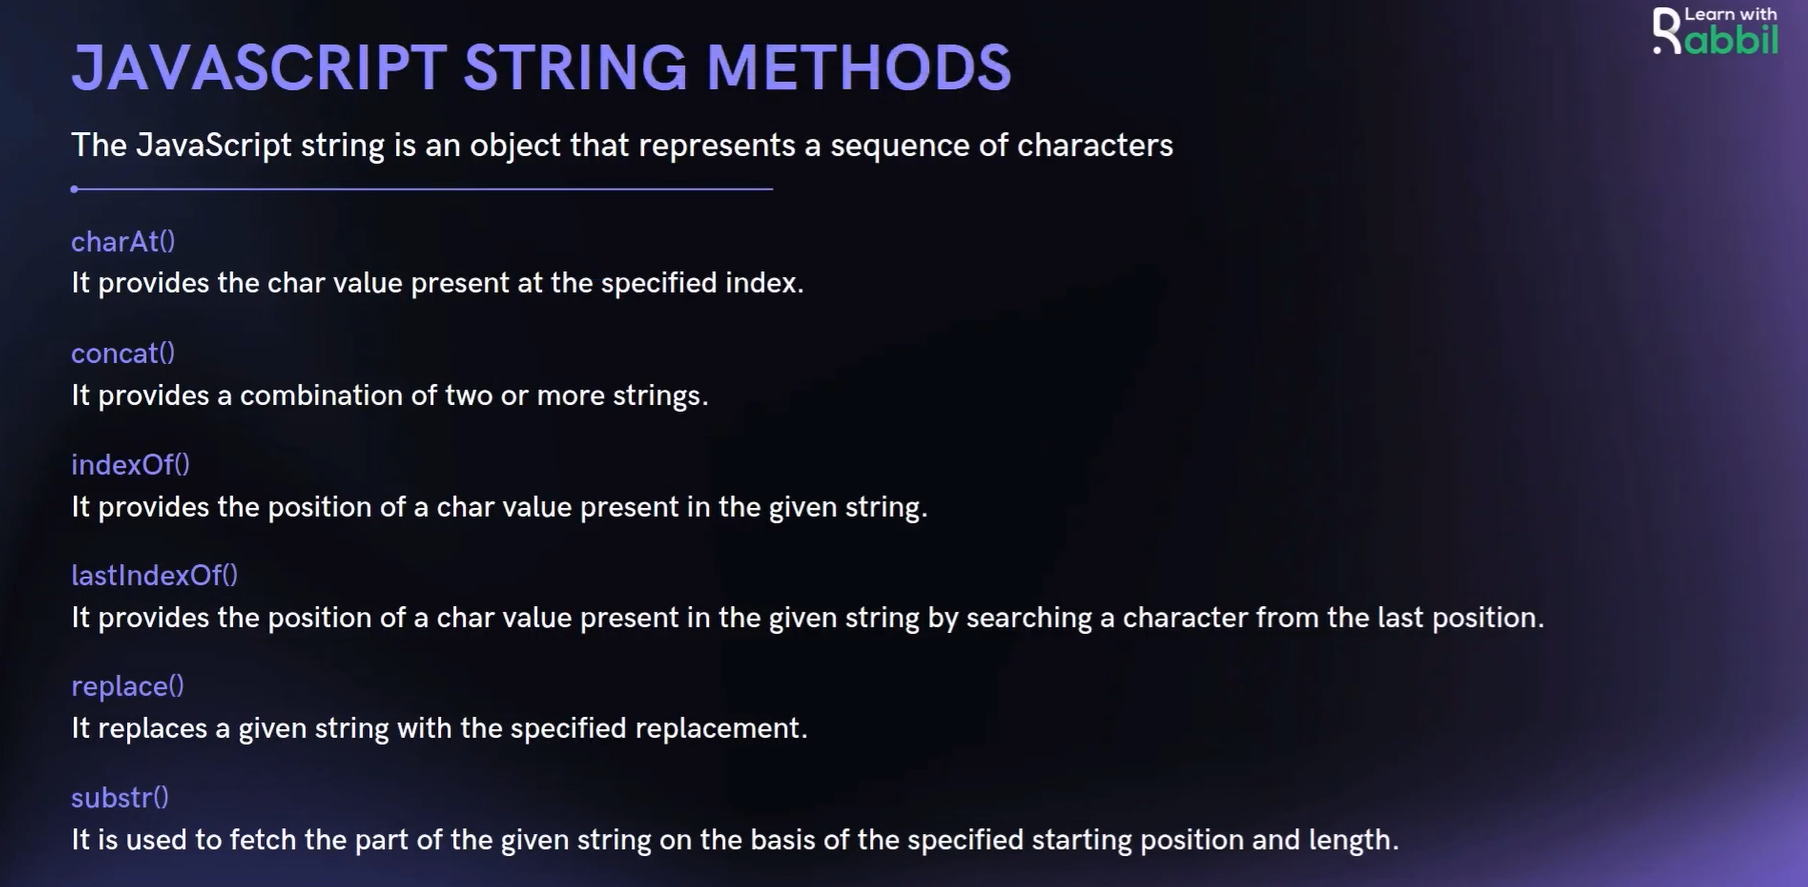 Learn with
Rabbil
JAVASCRIPT STRING METHODS
The JavaScript string is an object that represents a sequence of characters
charAt()
It provides the char value present at the specified index.
concat()
It provides a combination of two or more strings.
indexOf()
It provides the position of a char value present in the given string.
lastIndexOf()
It provides the position of a char value present in the given string by searching a character from the last position.
replace()
It replaces a given string with the specified replacement.
substr()
It is used to fetch the part of the given string on the basis of the specified starting position and length.